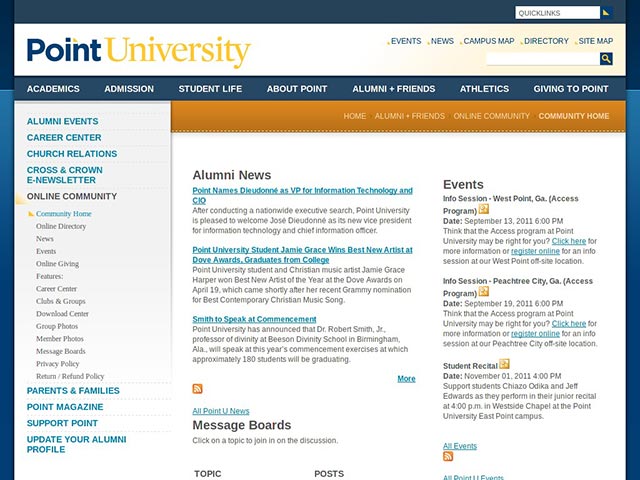 QUICKLINKS
Point University
EVENTS
NEWS
CAMPUS MAP
DIRECTORY
SITE MAP
ACADEMICS
ADMISSION
STUDENT LIFE
ABOUT POINT
ALUMNI + FRIENDS
ATHLETICS
GIVING TO POINT
HOME
ALUMNI + FRIENDS
ONLINE COMMUNITY
COMMUNITY HOME
ALUMNI EVENTS
CAREER CENTER
CHURCH RELATIONS
CROSS & CROWN
E-NEWSLETTER
ONLINE COMMUNITY
Community Home
Online Directory
News
Events
Online Giving
Features:
Career Center
Clubs & Groups
Download Center
Group Photos
Member Photos
Message Boards
Privacy Policy
Return / Refund Policy
PARENTS & FAMILIES
POINT MAGAZINE
SUPPORT POINT
UPDATE YOUR ALUMNI
PROFILE
Alumni News
Point Names Dieudonné as VP for Information Technology and
CIO
After conducting a nationwide executive search, Point University
is pleased to welcome José Dieudonné as its new vice president
for information technology and chief information officer.
Point University Student Jamie Grace Wins Best New Artist at
Dove Awards, Graduates from College
Point University student and Christian music artist Jamie Grace
Harper won Best New Artist of the Year at the Dove Awards on
April 19, which came shortly after her recent Grammy nomination
for Best Contemporary Christian Music Song.
Smith to Speak at Commencement
Point University has announced that Dr. Robert Smith, Jr.,
professor of divinity at Beeson Divinity School in Birmingham,
Ala., will speak at this year's commencement exercises at which
approximately 180 students will be graduating.
More
All Point U News
Message Boards
Click on a topic to join in on the discussion.
TOPIC
POSTS
Events
Info Session - West Point, Ga. (Access
Program)
Date: September 13, 2011 6:00 PM
Think that the Access program at Point
University may be right for you? Click here for
more information or register online for an info
session at our West Point off-site location.
Info Session - Peachtree City, Ga. (Access
Program)
Date: September 19, 2011 6:00 PM
Think that the Access program at Point
University may be right for you? Click here for
more information or register online for an info
session at our Peachtree City off-site location.
Student Recital
Date: November 01, 2011 4:00 PM
Support students Chiazo Odika and Jeff
Edwards as they perform in their junior recital
at 4:00 p.m. in Westside Chapel at the Point
University East Point campus.
All Events
All Point U Events